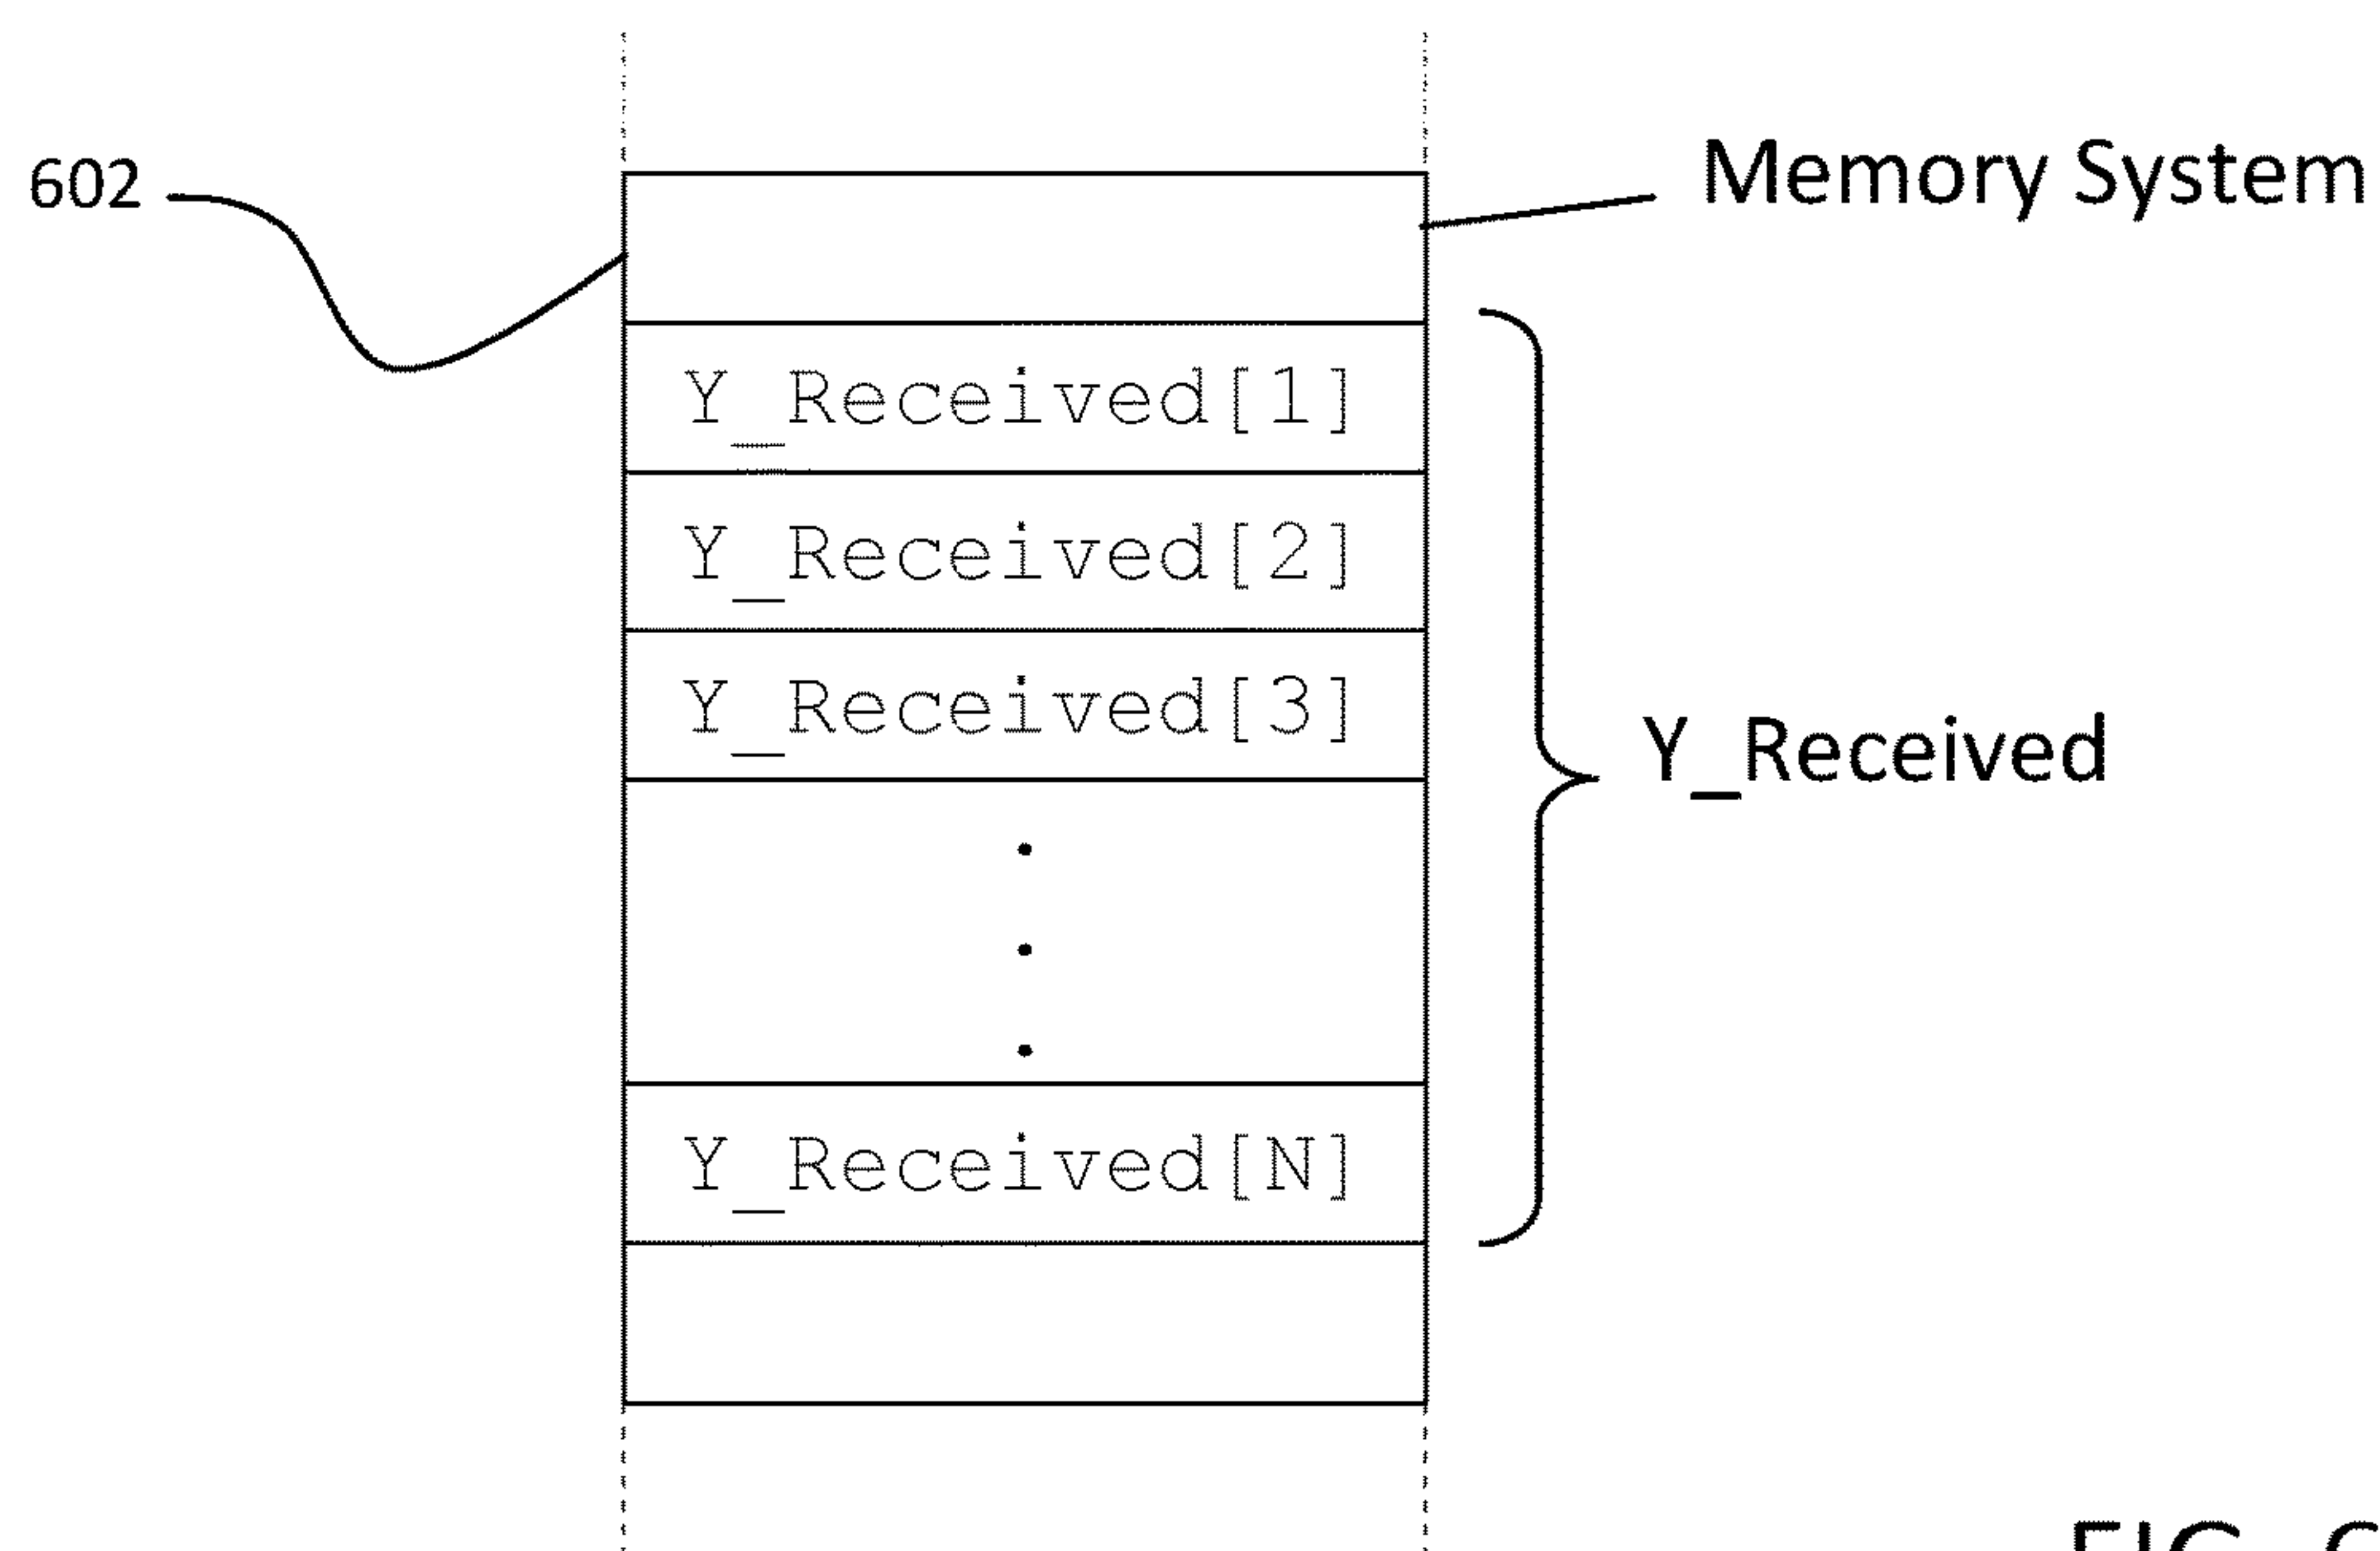 602
Memory System
Y_Received[1]
Y_Received[2]
Y_Received[3]
Y_Received
Y_Received[N]